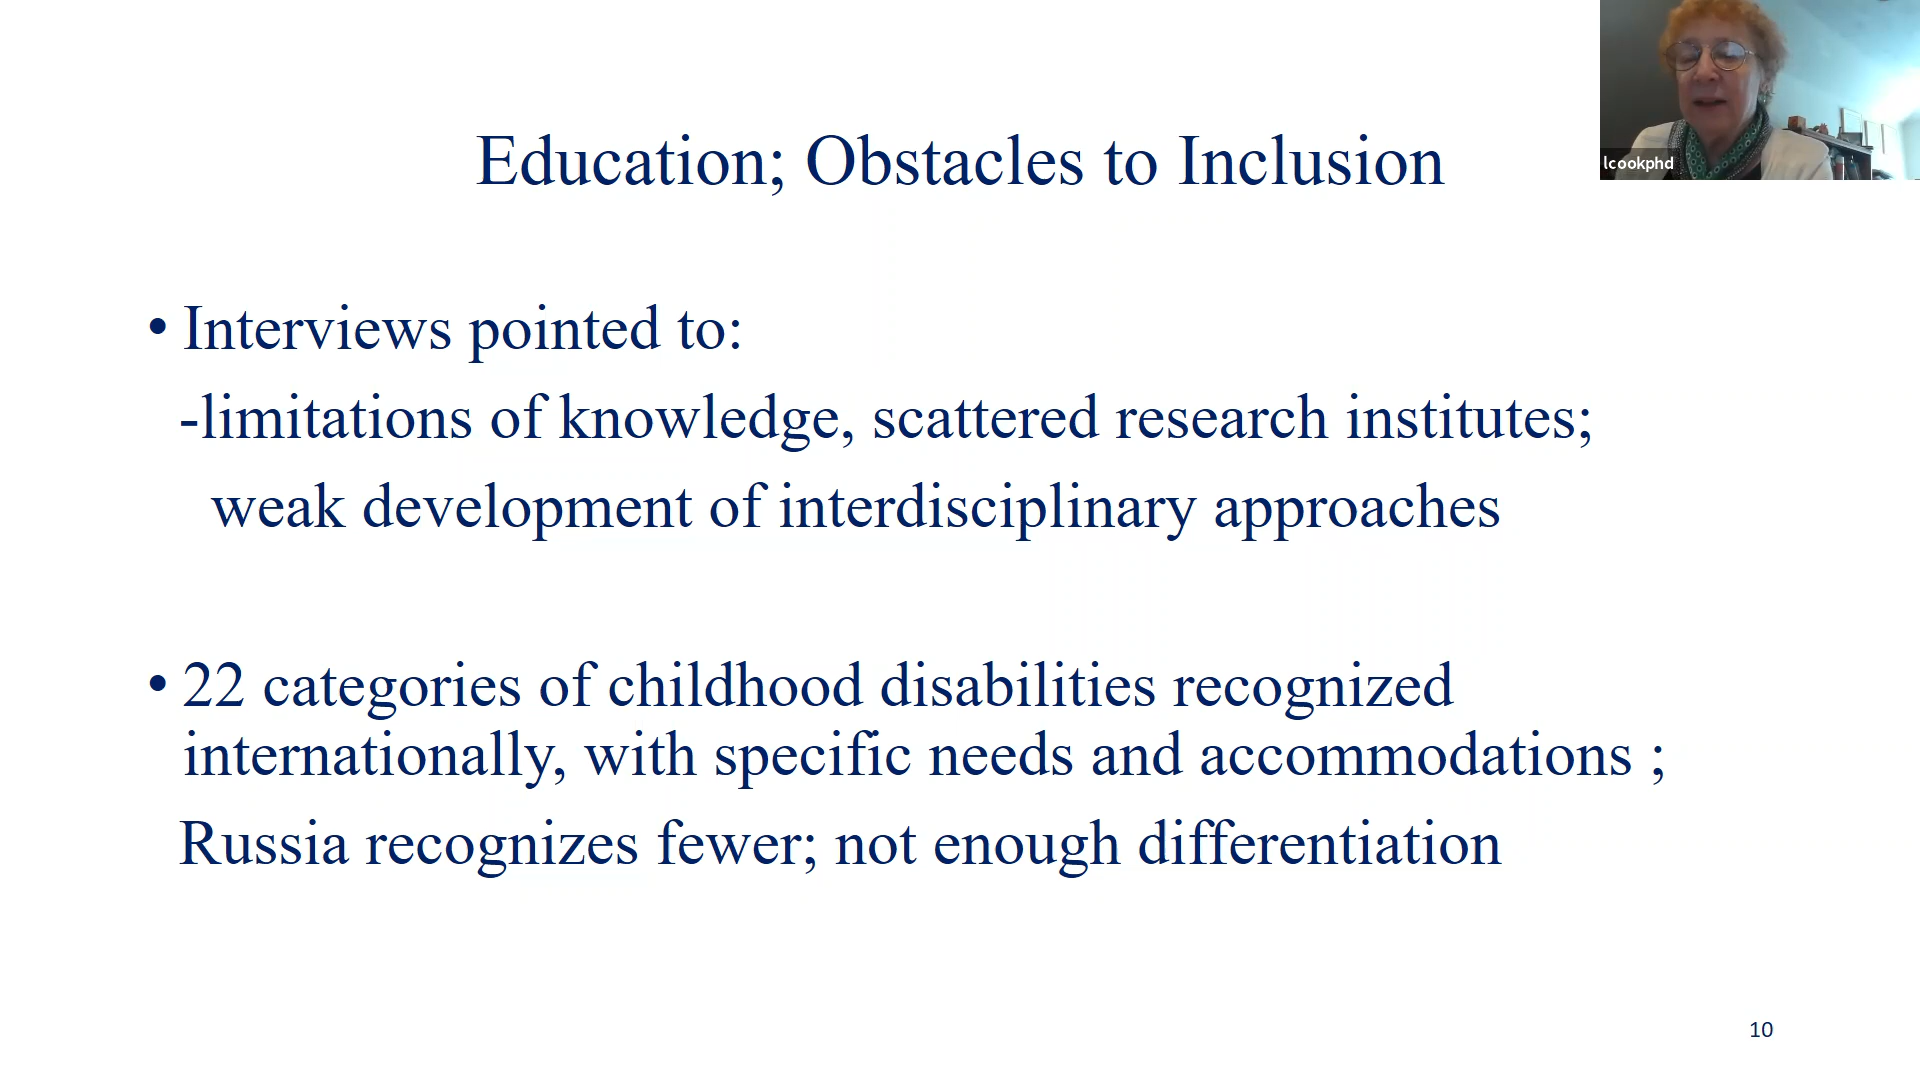 Education; Obstacles to Inclusion
lcookphd
• Interviews pointed to:
-limitations of knowledge, scattered research institutes;
weak development of interdisciplinary approaches
• 22 categories of childhood disabilities recognized
internationally, with specific needs and accommodations ;
Russia recognizes fewer; not enough differentiation
10